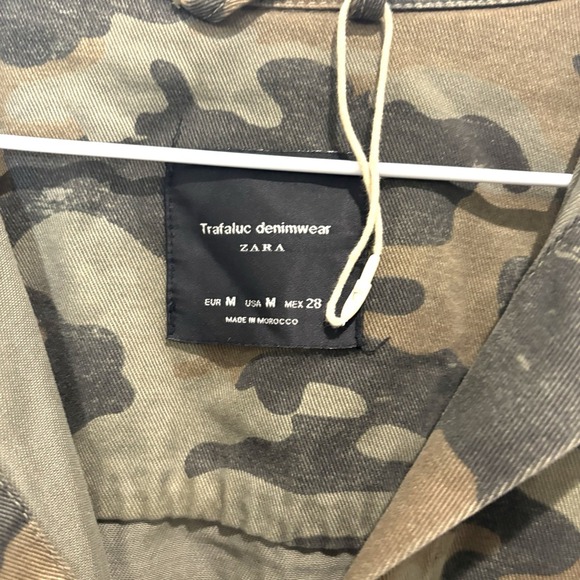 Trafaluc denimwear
ZARA
EUR M USA M MEX 28
MADE IN MOROCCO